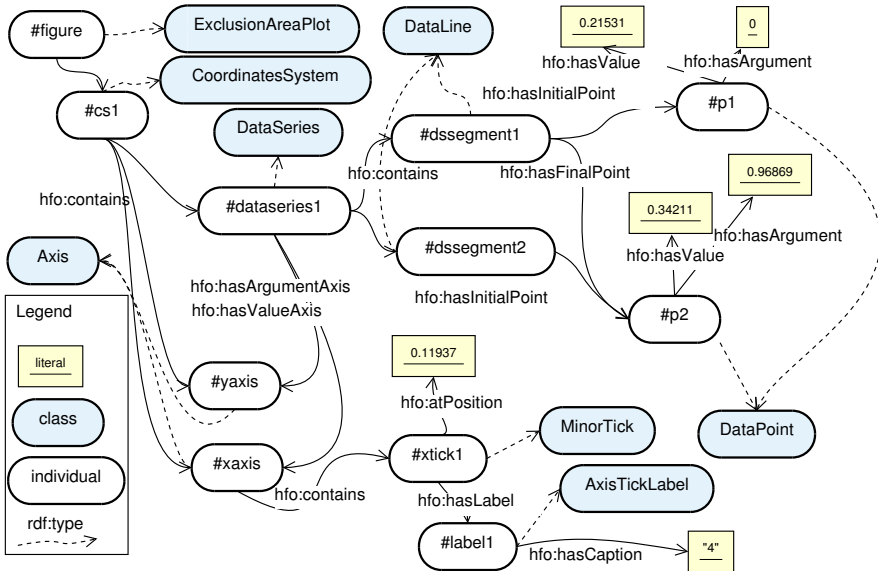 #figure
ExclusionAreaPlot
DataLine
0.21531
0
hfo:hasValue
hfo:hasArgument
CoordinatesSystem
#cs1
hfo:hasInitialPoint
#p1
DataSeries
#dssegment1
hfo:contains
hfo:hasFinalPoint
0.96869
hfo:contains
#dataseries1
0.34211
hfo:hasArgument
Axis
#dssegment2
hfo:hasValue
hfo:hasArgumentAxis
hfo:hasInitialPoint
hfo:hasValueAxis
#p2
Legend
literal
0.11937
#yaxis
hfo:atPosition
class
MinorTick
DataPoint
#xaxis
#xtick1
individual
hfo:contains
hfo:hasLabel
AxisTickLabel
rdf:type
#label1
hfo:hasCaption
"4"